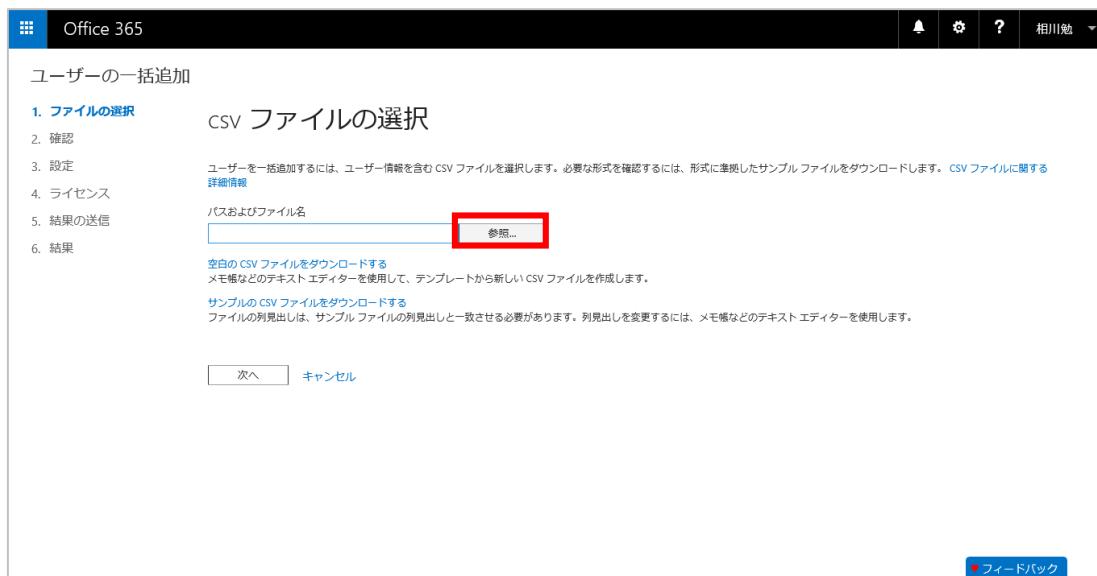 Office 365
?
相川勉
ユーザーの一括追加
1. ファイルの選択
2. 確認
3. 設定
4. ライセンス
5. 結果の送信
6. 結果
CSV ファイルの選択
ユーザーを一括追加するには、ユーザー情報を含む CSV ファイルを選択します。必要な形式を確認するには、形式に準拠したサンプル ファイルをダウンロードします。 CSV ファイルに関する
詳細情報
パスおよびファイル名
参照...
空白の CSV ファイルをダウンロードする
メモ帳などのテキスト エディターを使用して、テンプレートから新しい CSV ファイルを作成します。
サンプルの CSV ファイルをダウンロードする
ファイルの列見出しは、サンプル ファイルの列見出しと一致させる必要があります。列見出しを変更するには、メモ帳などのテキスト エディターを使用します。
次へ
キャンセル
フィードバック